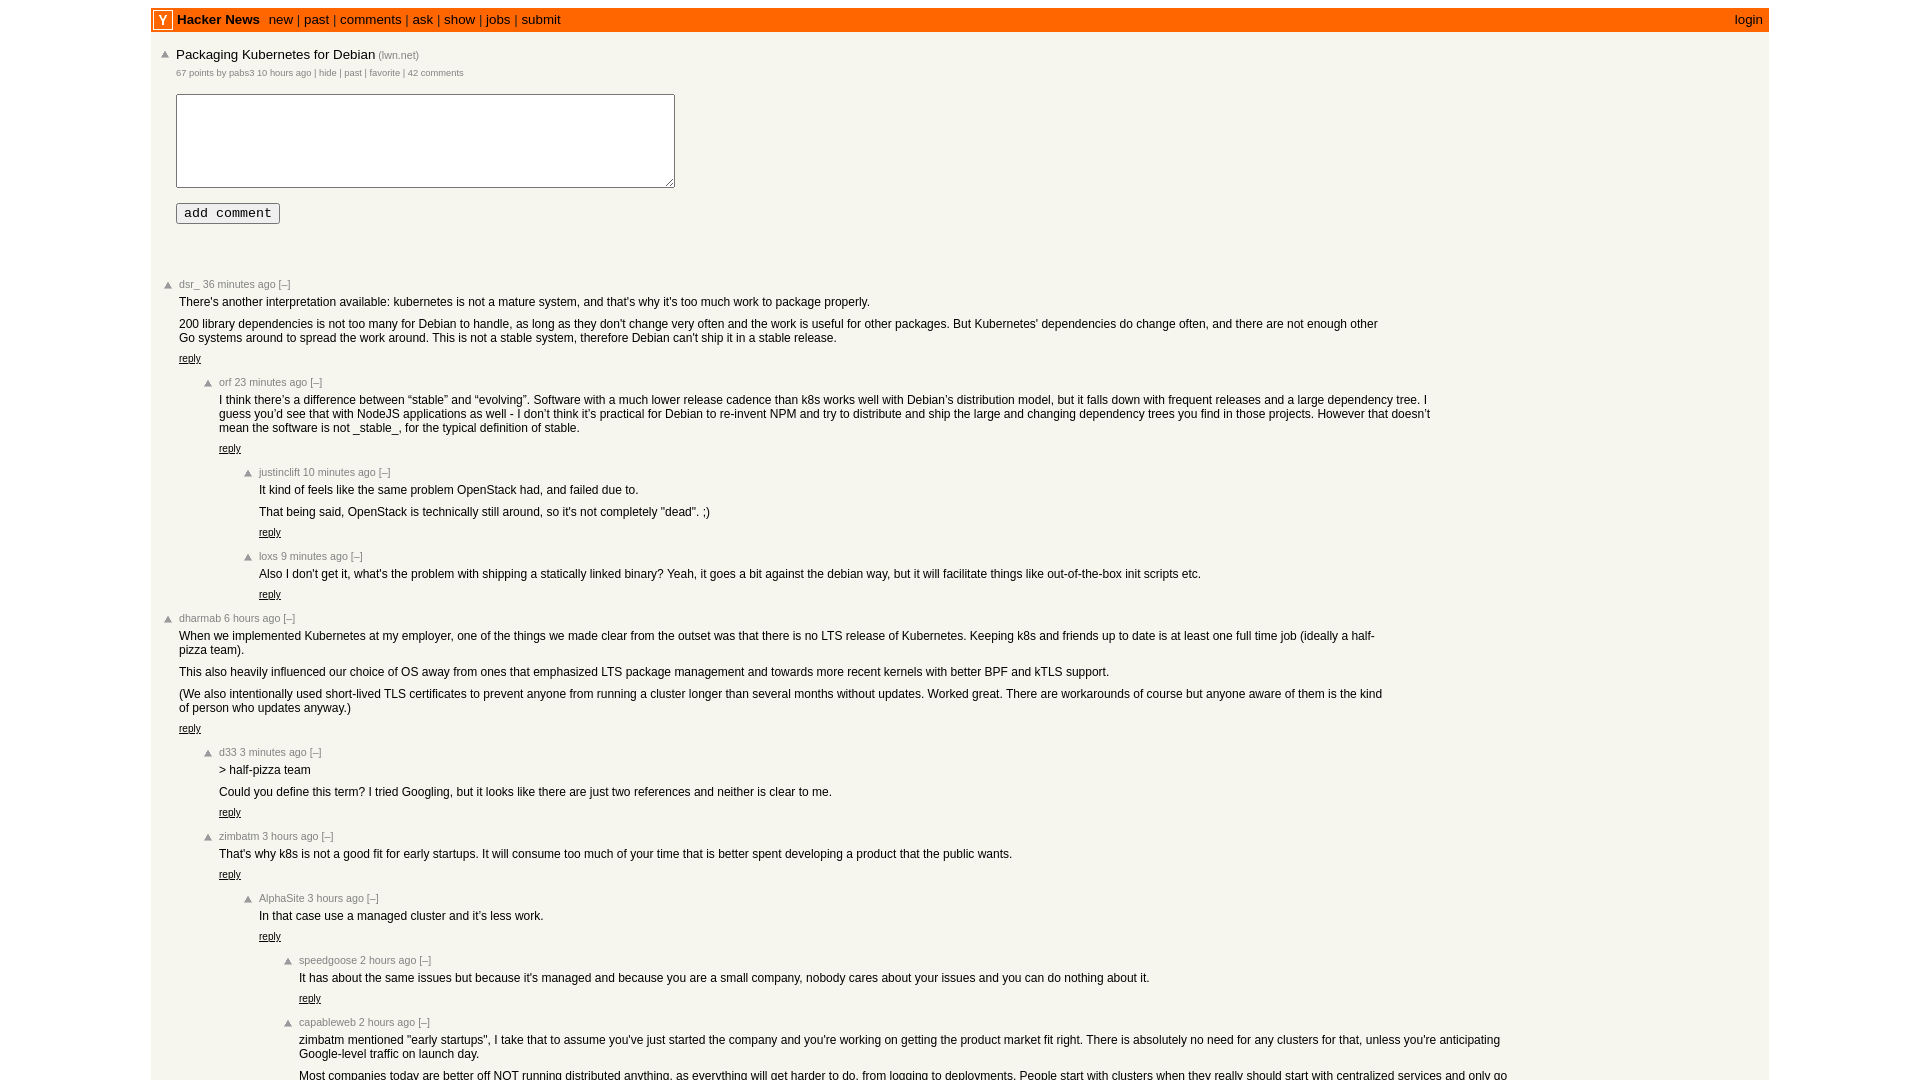 Y Hacker News new | past | comments | ask | show | jobs | submit login
Packaging Kubernetes for Debian (lwn.net)
67 points by pabs3 10 hours ago | hide | past | favorite | 42 comments
add comment
dsr_ 36 minutes ago [–]
There's another interpretation available: kubernetes is not a mature system, and that's why it's too much work to package properly.
200 library dependencies is not too many for Debian to handle, as long as they don't change very often and the work is useful for other packages. But Kubernetes' dependencies do change often, and there are not enough other
Go systems around to spread the work around. This is not a stable system, therefore Debian can't ship it in a stable release.
reply
orf 23 minutes ago [–]
I think there’s a difference between “stable” and “evolving”. Software with a much lower release cadence than k8s works well with Debian’s distribution model, but it falls down with frequent releases and a large dependency tree. I
guess you’d see that with NodeJS applications as well - I don’t think it’s practical for Debian to re-invent NPM and try to distribute and ship the large and changing dependency trees you find in those projects. However that doesn’t
mean the software is not _stable_, for the typical definition of stable.
reply
justinclift 10 minutes ago [–]
It kind of feels like the same problem OpenStack had, and failed due to.
That being said, OpenStack is technically still around, so it's not completely "dead". ;)
reply
loxs 9 minutes ago [–]
Also I don't get it, what's the problem with shipping a statically linked binary? Yeah, it goes a bit against the debian way, but it will facilitate things like out-of-the-box init scripts etc.
reply
dharmab 6 hours ago [–]
When we implemented Kubernetes at my employer, one of the things we made clear from the outset was that there is no LTS release of Kubernetes. Keeping k8s and friends up to date is at least one full time job (ideally a half-
pizza team).
This also heavily influenced our choice of OS away from ones that emphasized LTS package management and towards more recent kernels with better BPF and kTLS support.
(We also intentionally used short-lived TLS certificates to prevent anyone from running a cluster longer than several months without updates. Worked great. There are workarounds of course but anyone aware of them is the kind
of person who updates anyway.)
reply
d33 3 minutes ago [–]
> half-pizza team
Could you define this term? I tried Googling, but it looks like there are just two references and neither is clear to me.
reply
zimbatm 3 hours ago [–]
That's why k8s is not a good fit for early startups. It will consume too much of your time that is better spent developing a product that the public wants.
reply
AlphaSite 3 hours ago [–]
In that case use a managed cluster and it’s less work.
reply
speedgoose 2 hours ago [–]
It has about the same issues but because it's managed and because you are a small company, nobody cares about your issues and you can do nothing about it.
reply
capableweb 2 hours ago [–]
zimbatm mentioned "early startups", I take that to assume you've just started the company and you're working on getting the product market fit right. There is absolutely no need for any clusters for that, unless you're anticipating
Google-level traffic on launch day.
Most companies today are better off NOT running distributed anything, as everything will get harder to do, from logging to deployments. People start with clusters when they really should start with centralized services and only go